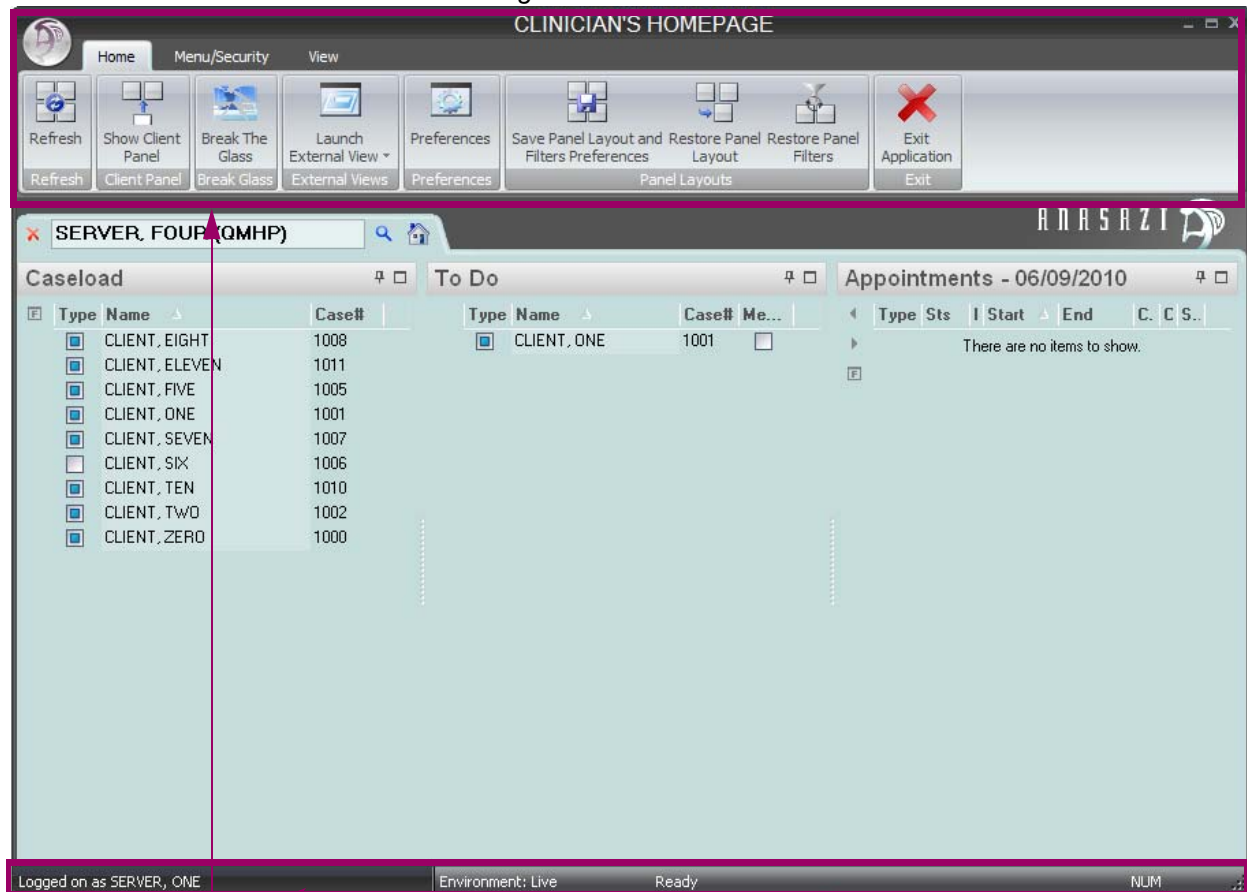 CLINICIAN'S HOMEPAGE
Home Menu/Security View
Refresh
Show Client Panel
Break The Glass
Launch External View
Preferences
Save Panel Layout and Filters Preferences
Restore Panel Layout
Restore Panel Filters
Exit Application
Refresh Client Panel Break Glass External Views Preferences Panel Layouts Exit
SERVER, FOUR (QMHP)
ANASAZI
Caseload
Type Name Case#
CLIENT, EIGHT 1008
CLIENT, ELEVEN 1011
CLIENT, FIVE 1005
CLIENT, ONE 1001
CLIENT, SEVEN 1007
CLIENT, SIX 1006
CLIENT, TEN 1010
CLIENT, TWO 1002
CLIENT, ZERO 1000
To Do
Type Name Case# Me...
CLIENT, ONE 1001
Appointments - 06/09/2010
Type Sts I Start End C. C S..
There are no items to show.
Logged on as SERVER, ONE
Environment: Live
Ready
NUM